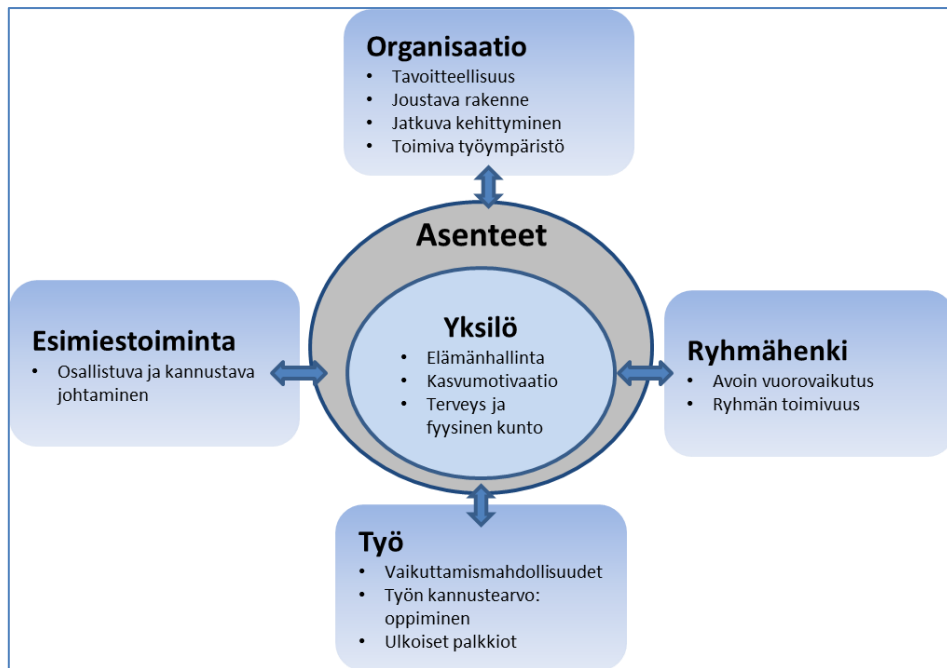 Organisaatio
• Tavoitteellisuus
• Joustava rakenne
• Jatkuva kehittyminen
• Toimiva työympäristö
Asenteet
Yksilö
• Elämänhallinta
• Kasvumotivaatio
• Terveys ja
fyysinen kunto
Esimiestoiminta
• Osallistuva ja kannustava
johtaminen
Ryhmähenki
• Avoin vuorovaikutus
• Ryhmän toimivuus
Työ
• Vaikuttamismahdollisuudet
• Työn kannustearvo:
oppiminen
• Ulkoiset palkkiot